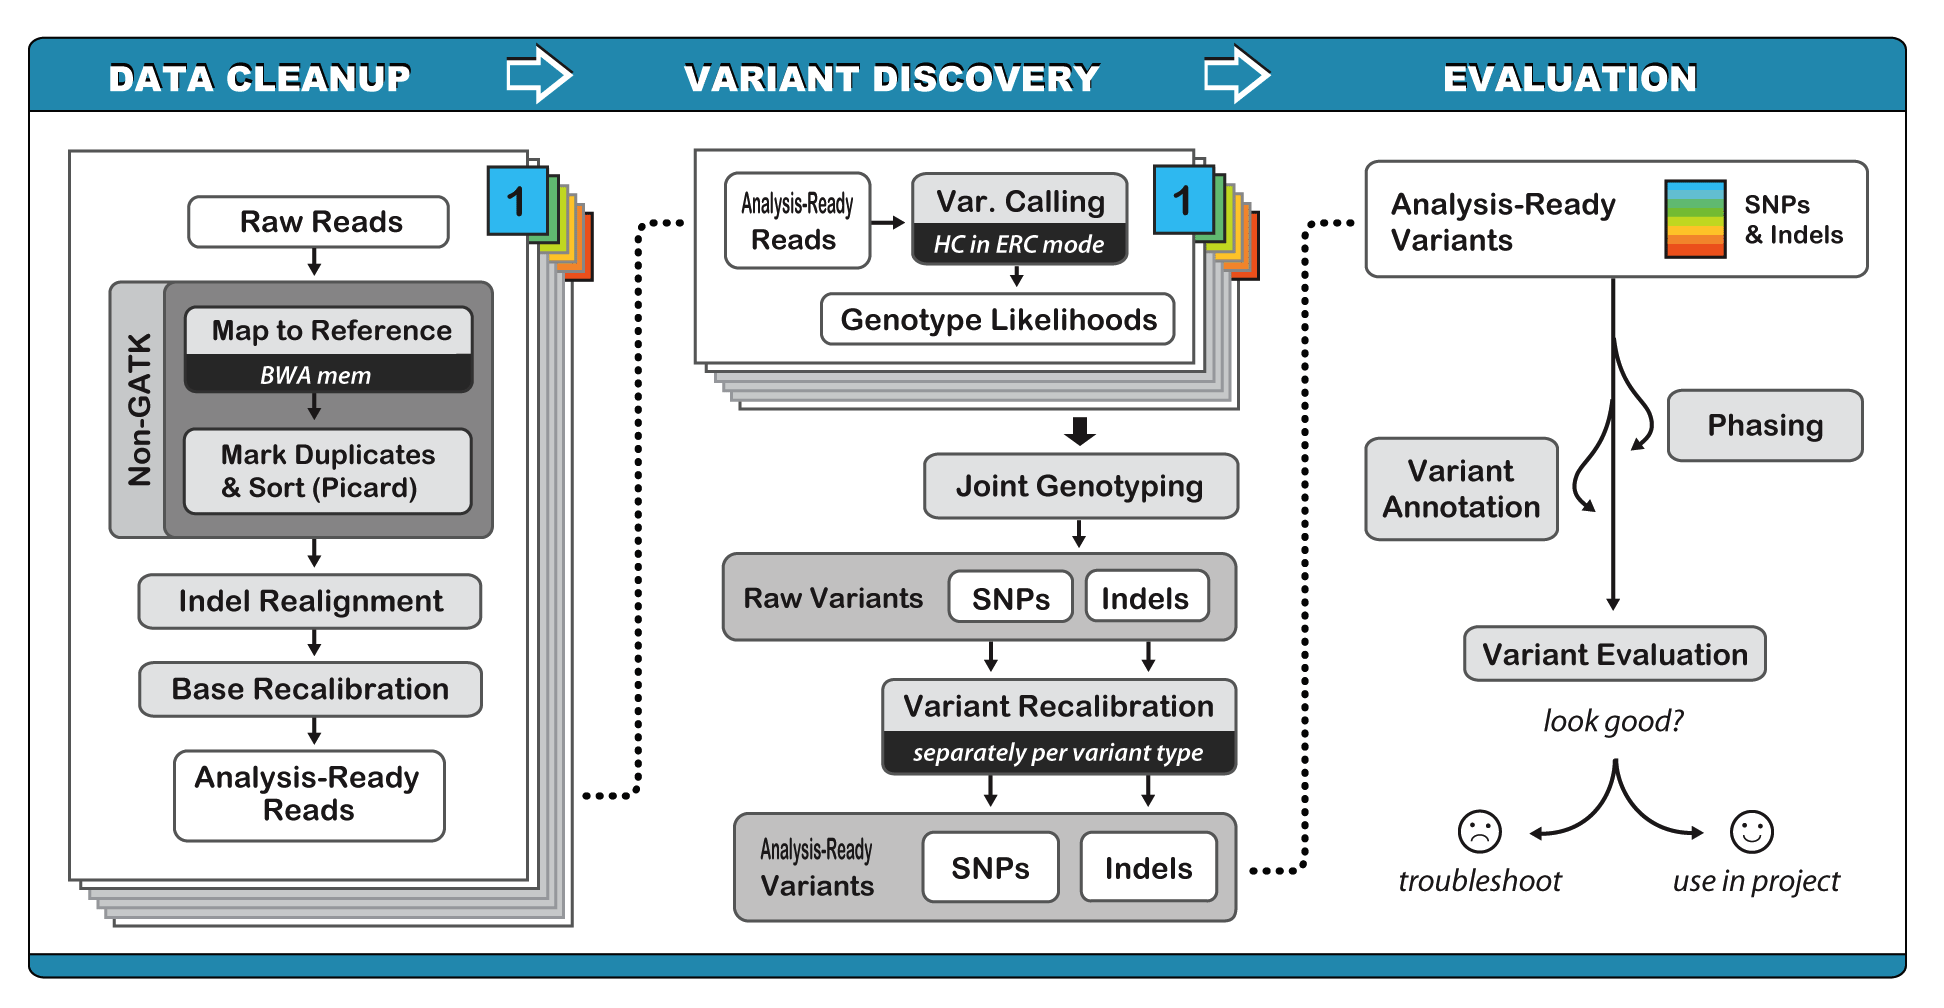 DATA CLEANUP
VARIANT DISCOVERY
EVALUATION
1
Raw Reads
Non-GATK
Map to Reference
BWA mem
Mark Duplicates
& Sort (Picard)
Indel Realignment
Base Recalibration
Analysis-Ready
Reads
1
Analysis-Ready
Reads
Var. Calling
HC in ERC mode
Genotype Likelihoods
Joint Genotyping
Raw Variants
SNPs
Indels
Variant Recalibration
separately per variant type
Analysis-Ready
Variants
SNPs
Indels
Analysis-Ready
Variants
SNPs
& Indels
Phasing
Variant
Annotation
Variant Evaluation
look good?
troubleshoot
use in project